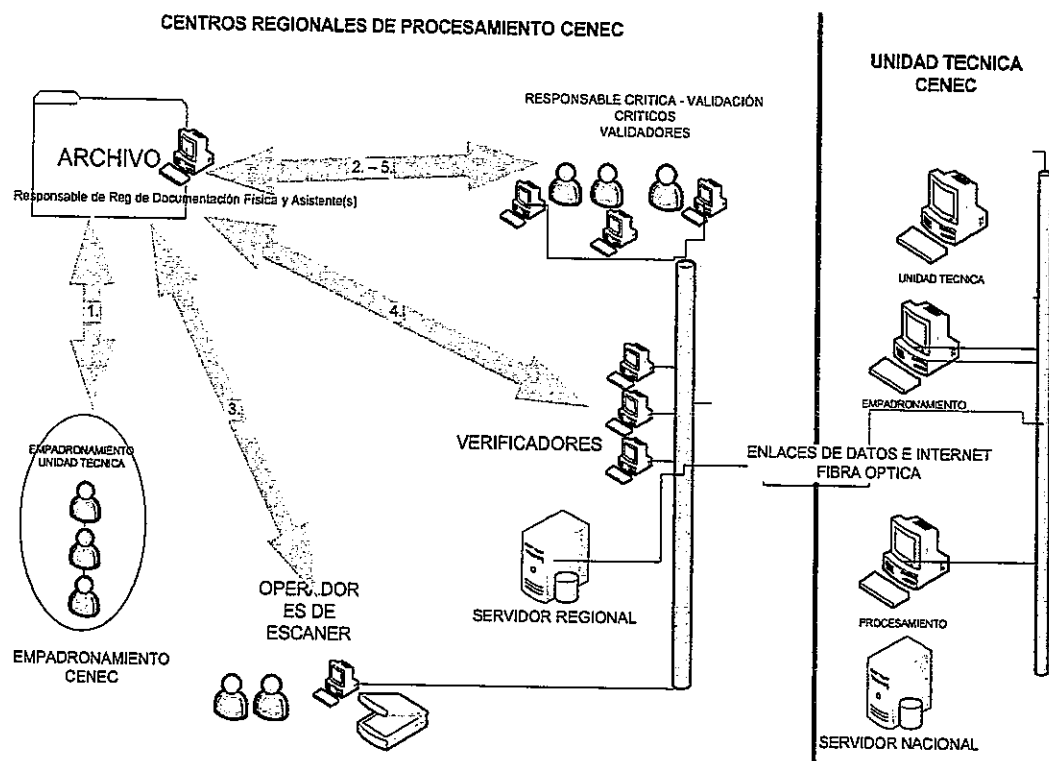 CENTROS REGIONALES DE PROCESAMIENTO CENEC
UNIDAD TECNICA
CENEC
RESPONSABLE CRITICA - VALIDACIÓN
CRITICOS
VALIDADORES
ARCHIVO
2. – 5.
Responsable de Reg de Documentación Física y Asistente(s)
UNIDAD TECNICA
1.
4.
3.
EMPADRONAMIENTO
VERIFICADORES
EMPADRONAMIENTO
UNIDAD TECNICA
ENLACES DE DATOS E INTERNET
FIBRA OPTICA
OPERADOR
ES DE
ESCANER
SERVIDOR REGIONAL
PROCESAMIENTO
EMPADRONAMIENTO
CENEC
SERVIDOR NACIONAL